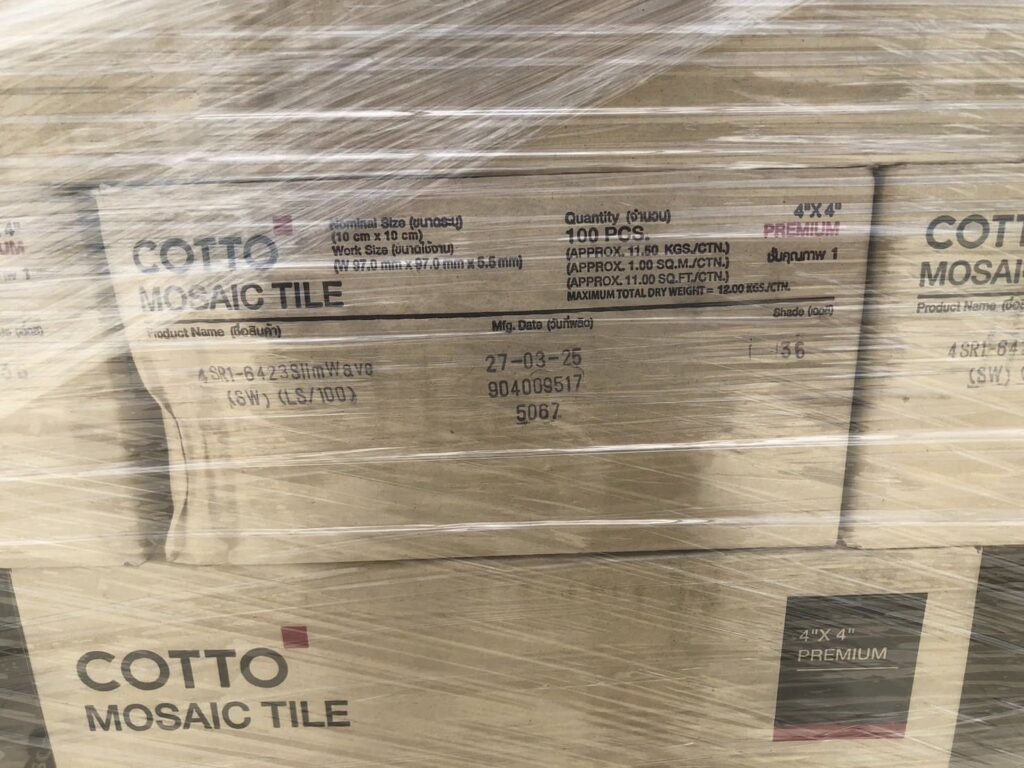 COTTO
MOSAIC TILE
Nominal Size (ขนาดระบุ)
(10 cm x 10 cm)
Work Size (ขนาดใช้งาน)
(W 97.0 mm x 97.0 mm x 5.5 mm)
Quantity (จำนวน)
100 PCS.
(APPROX. 11.50 KGS./CTN.)
(APPROX. 1.00 SQ.M./CTN.)
(APPROX. 11.00 SQ.FT./CTN.)
MAXIMUM TOTAL DRY WEIGHT = 12.00 KGS./CTN.
4"X 4"
PREMIUM
ชั้นคุณภาพ 1
Product Name (ชื่อสินค้า)
Mfg. Date (วันที่ผลิต)
Shade (เฉดสี)
4SR1-6423SlimWave
(SW) (LS/100)
27-03-25
904009517
5067
36
COTT
MOSAI
Product Name
4SR1-64
(SW)
COTTO
MOSAIC TILE
4"X 4"
PREMIUM